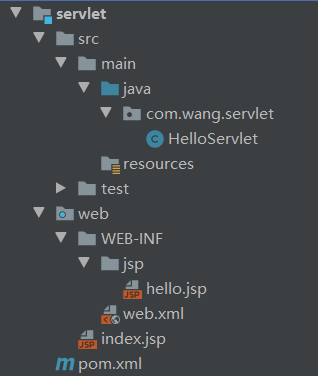 servlet
src
main
java
com.wang.servlet
HelloServlet
resources
test
web
WEB-INF
jsp
hello.jsp
web.xml
index.jsp
pom.xml